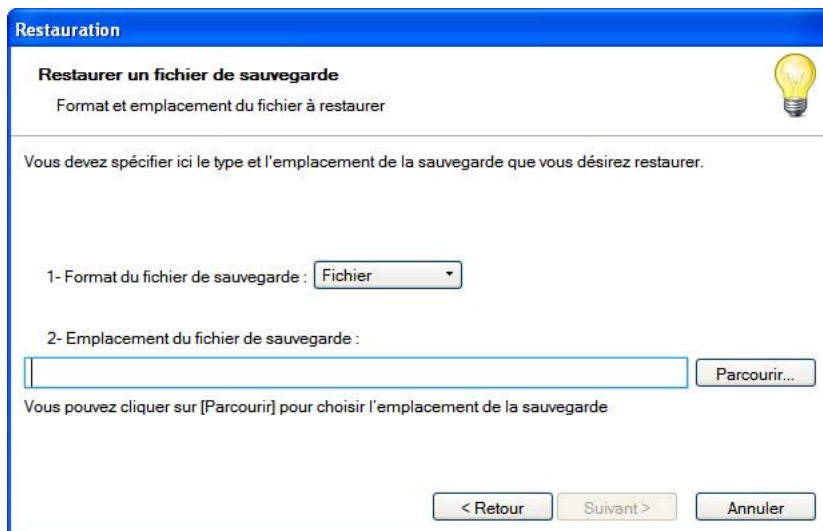 Restauration
Restaurer un fichier de sauvegarde
Format et emplacement du fichier à restaurer
Vous devez spécifier ici le type et l'emplacement de la sauvegarde que vous désirez restaurer.
1- Format du fichier de sauvegarde : Fichier
2- Emplacement du fichier de sauvegarde :
Parcourir...
Vous pouvez cliquer sur [Parcourir] pour choisir l'emplacement de la sauvegarde
< Retour Suivant > Annuler